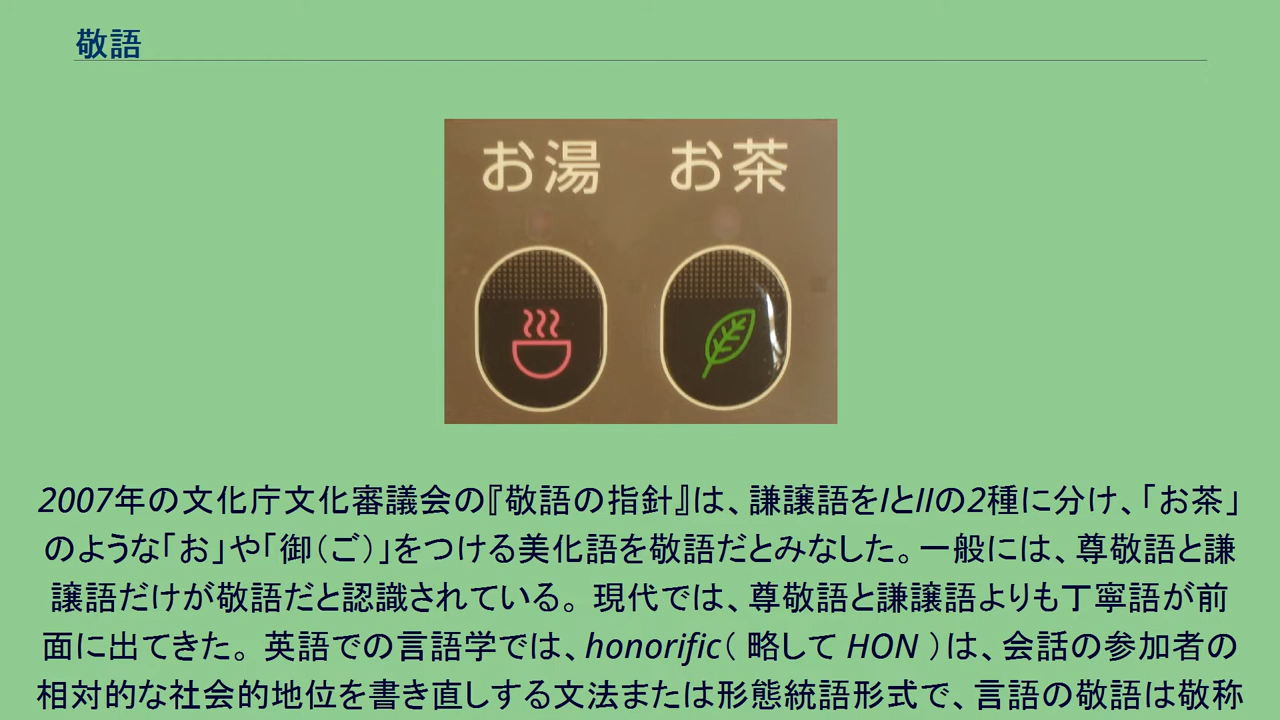 敬語
お湯 お茶
2007年の文化庁文化審議会の『敬語の指針』は、謙譲語をIとIIの2種に分け、「お茶」
のような「お」や「御（ご）」をつける美化語を敬語だとみなした。一般には、尊敬語と謙
譲語だけが敬語だと認識されている。 現代では、尊敬語と謙譲語よりも丁寧語が前
面に出てきた。 英語での言語学では、honorific（ 略して HON ）は、会話の参加者の
相対的な社会的地位を書き直しする文法または形態統語形式で、言語の敬語は敬称